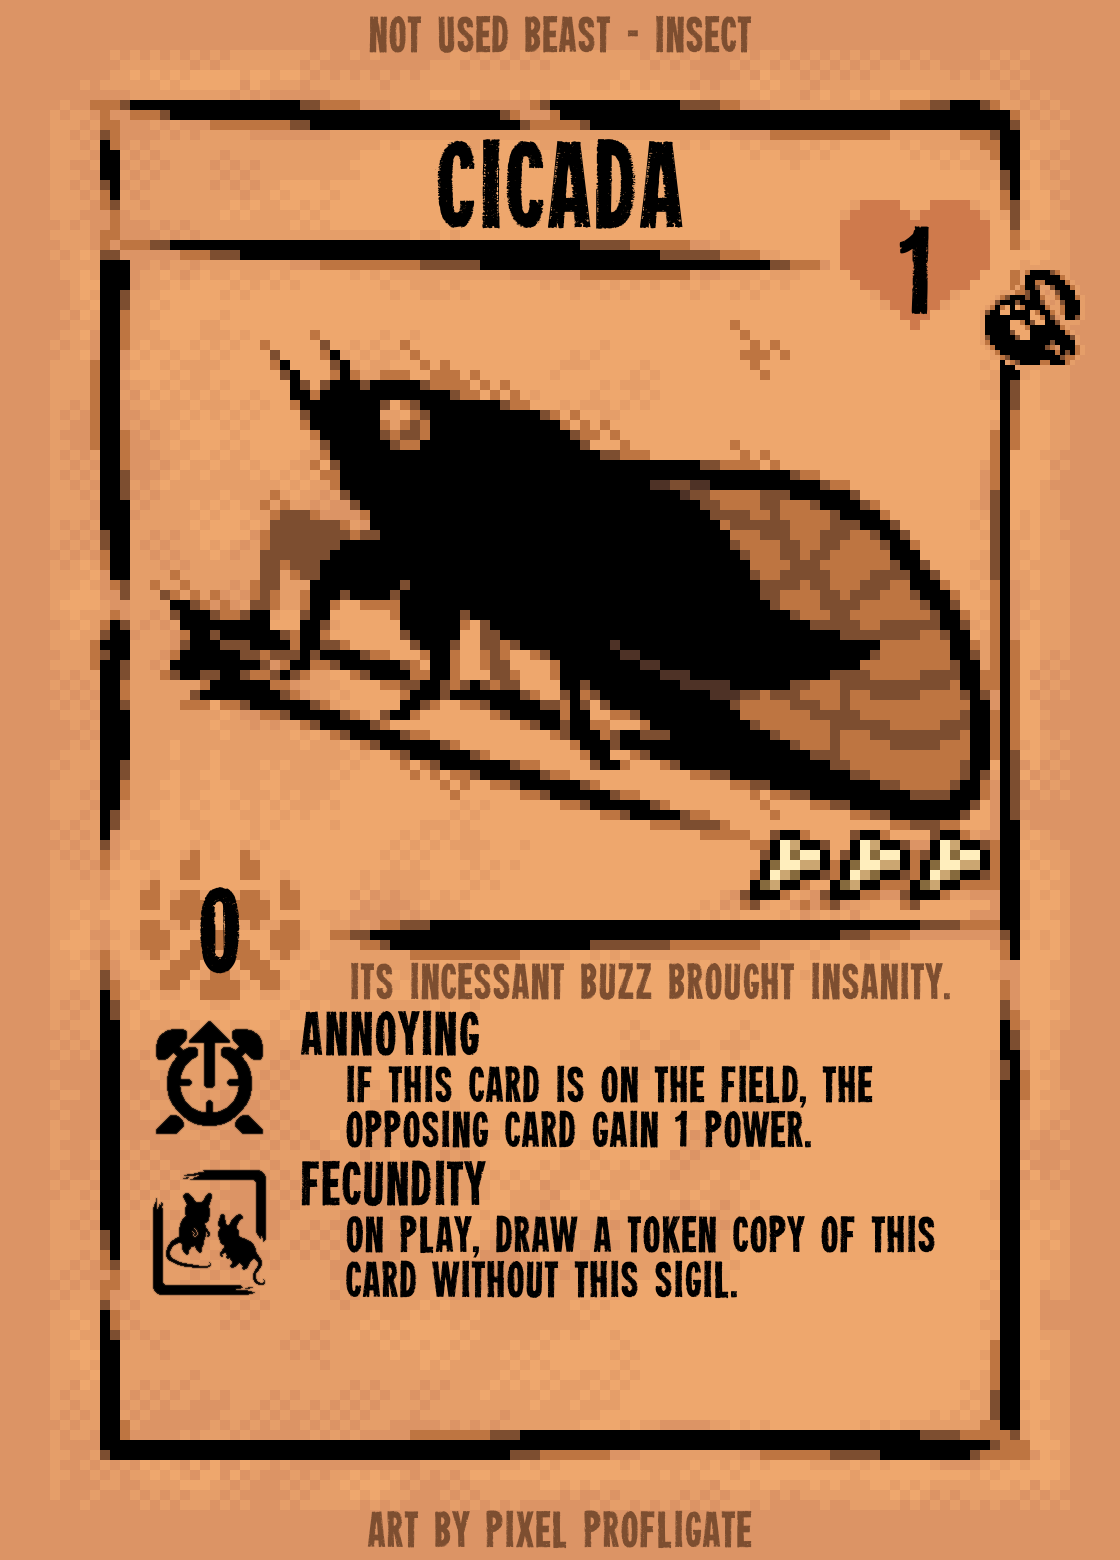 NOT USED BEAST - INSECT
CICADA
1
0
ITS INCESSANT BUZZ BROUGHT INSANITY.
ANNOYING
IF THIS CARD IS ON THE FIELD, THE
OPPOSING CARD GAIN 1 POWER.
FECUNDITY
ON PLAY, DRAW A TOKEN COPY OF THIS
CARD WITHOUT THIS SIGIL.
ART BY PIXEL PROFLIGATE